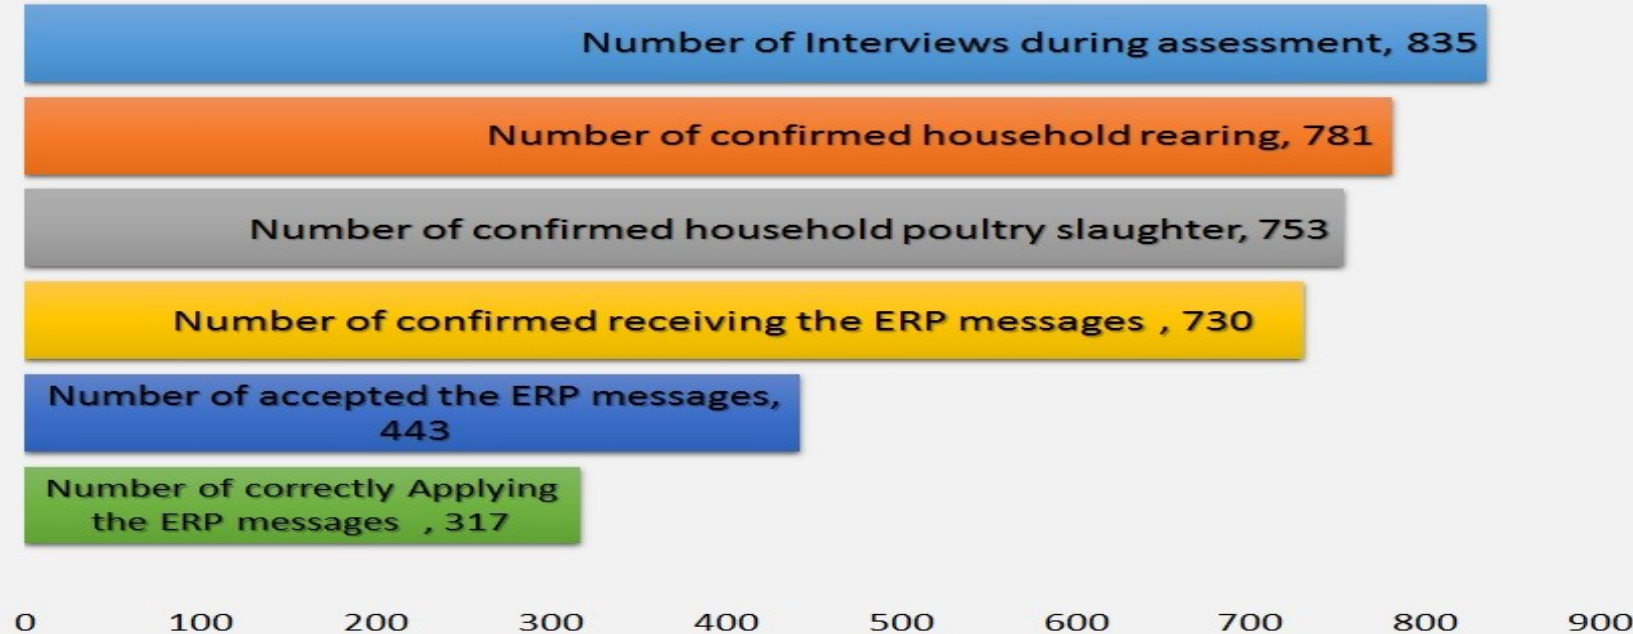 Number of Interviews during assessment, 835
Number of confirmed household rearing, 781
Number of confirmed household poultry slaughter, 753
Number of confirmed receiving the ERP messages , 730
Number of accepted the ERP messages,
443
Number of correctly Applying
the ERP messages , 317
0 100 200 300 400 500 600 700 800 900